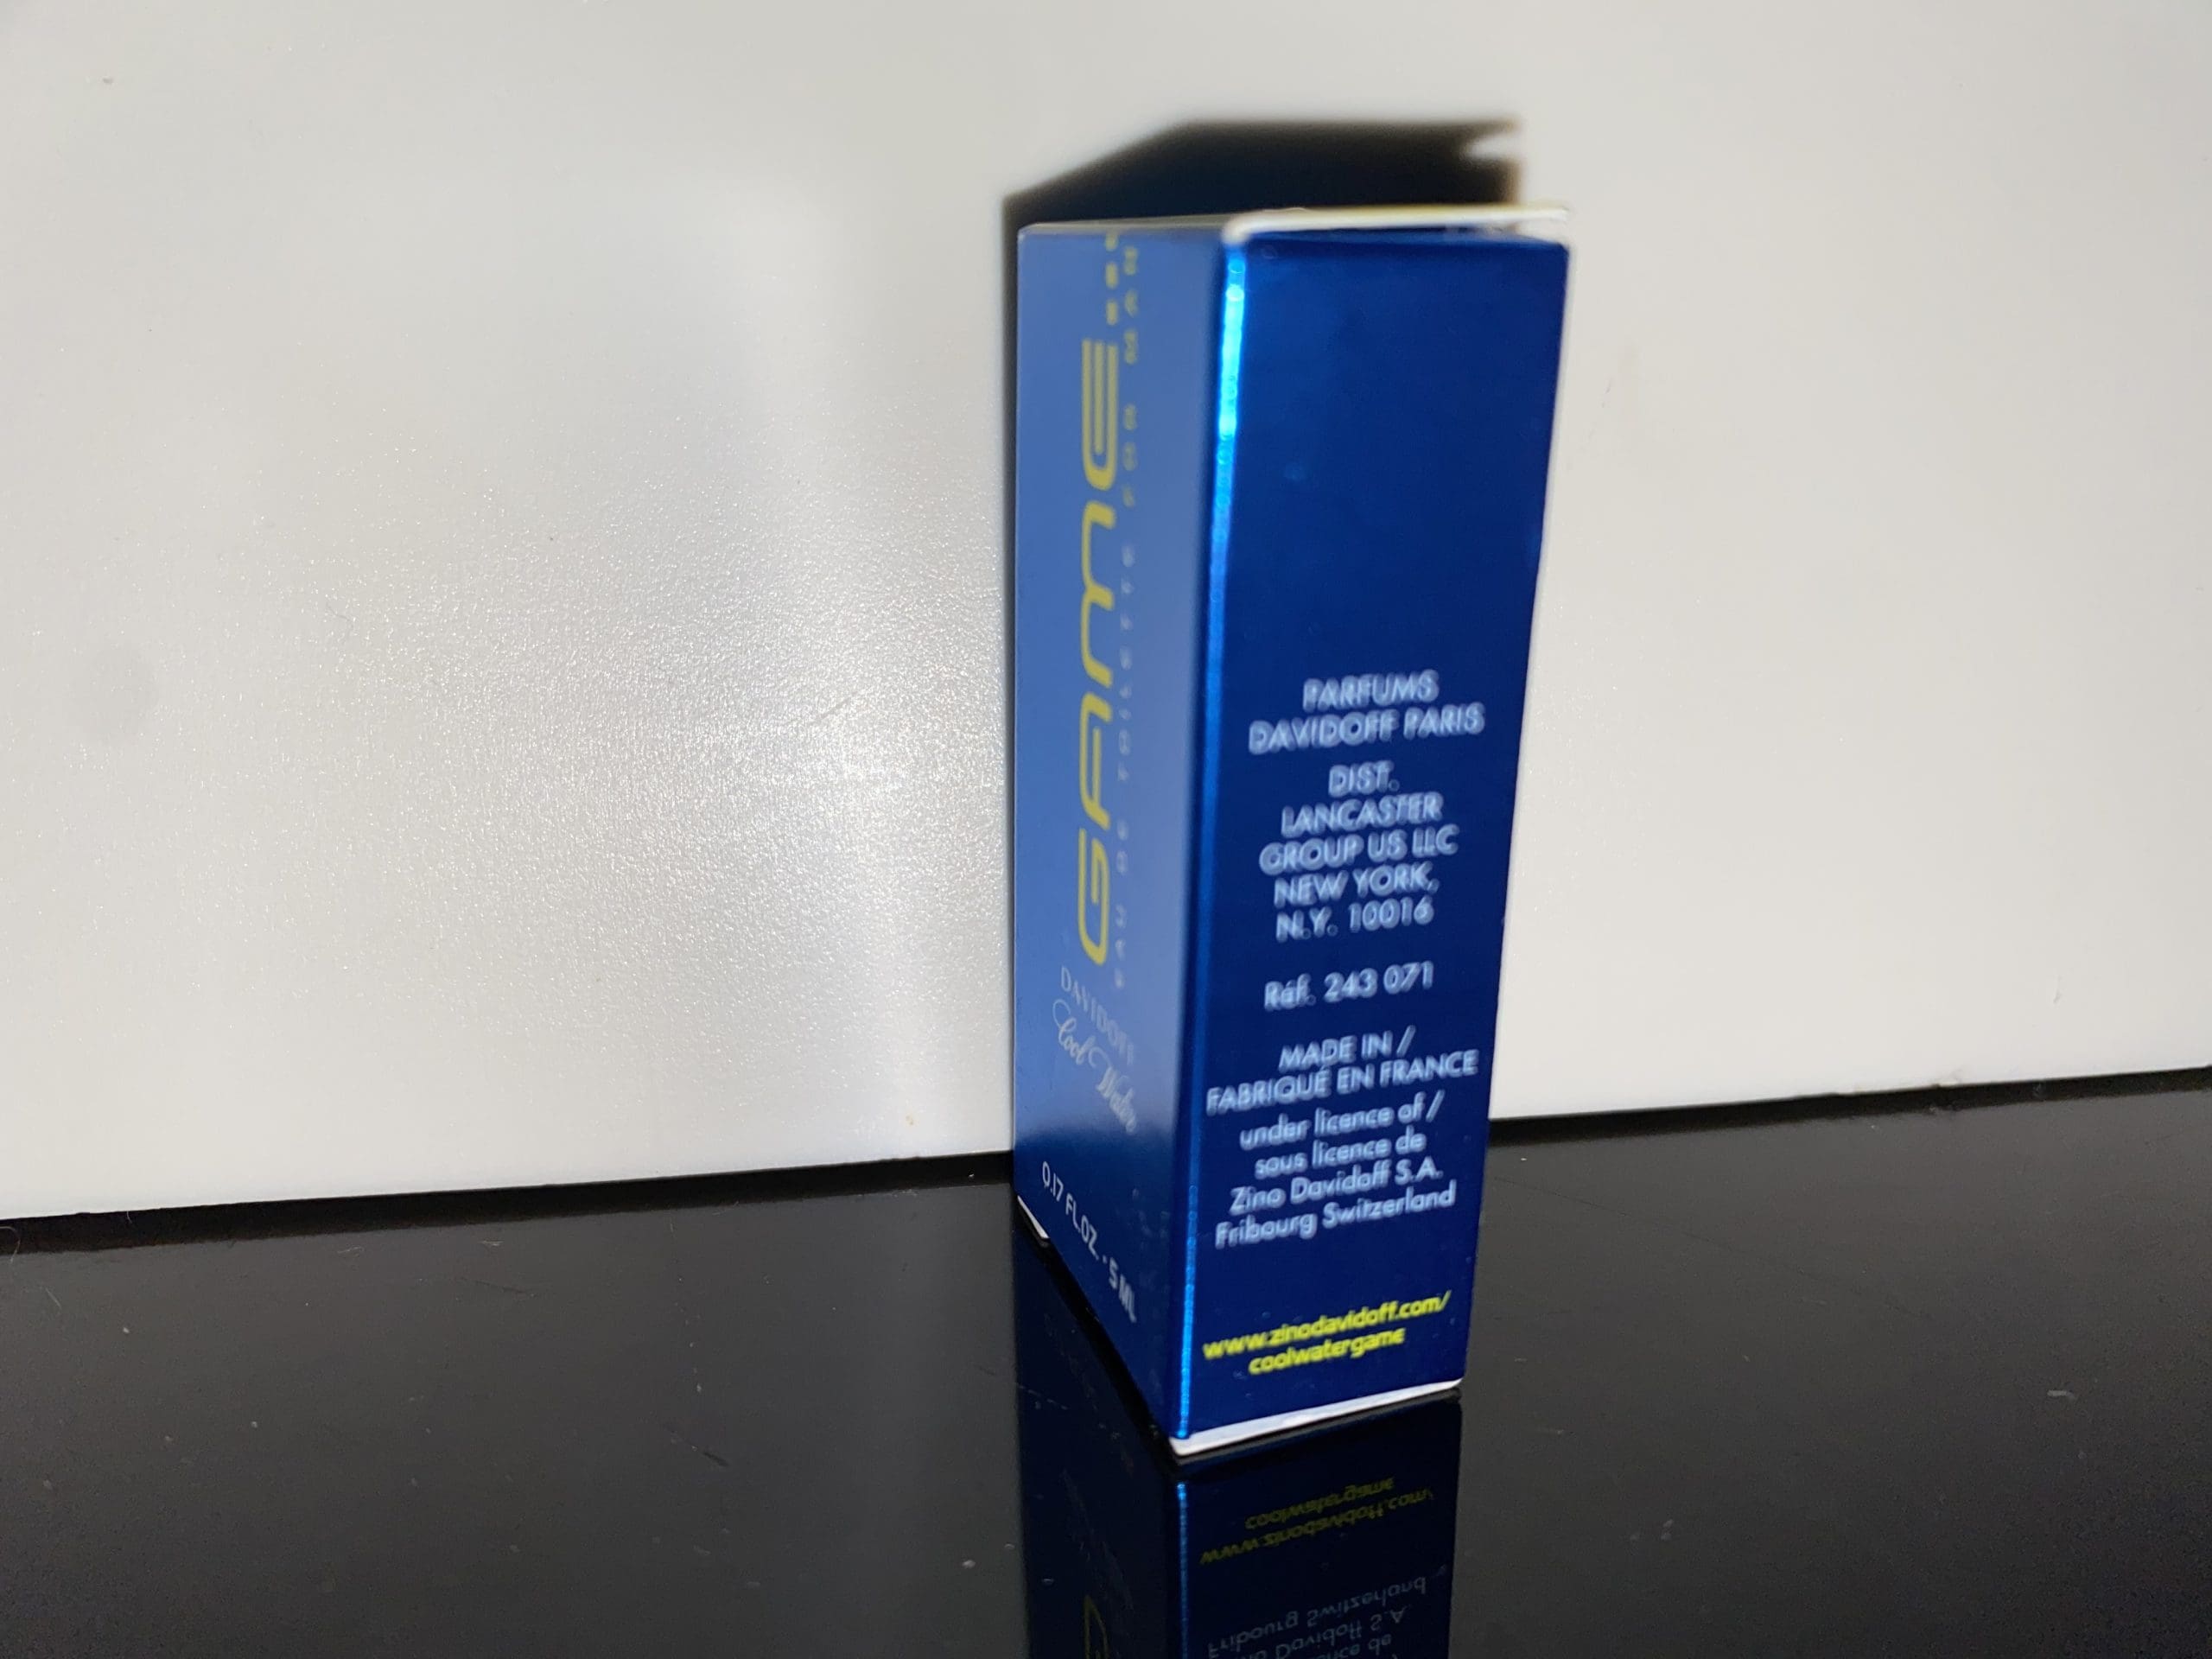 GAME
EAU DE TOILETTE FOR MAN
DAVIDOFF
Cool Water
0.17 FL.OZ. · 5 ML
PARFUMS
DAVIDOFF PARIS
DIST.
LANCASTER
GROUP US LLC
NEW YORK,
N.Y. 10016
Réf. 243 071
MADE IN /
FABRIQUÉ EN FRANCE
under licence of /
sous licence de
Zino Davidoff S.A.
Fribourg Switzerland
www.zinodavidoff.com/
coolwatergame